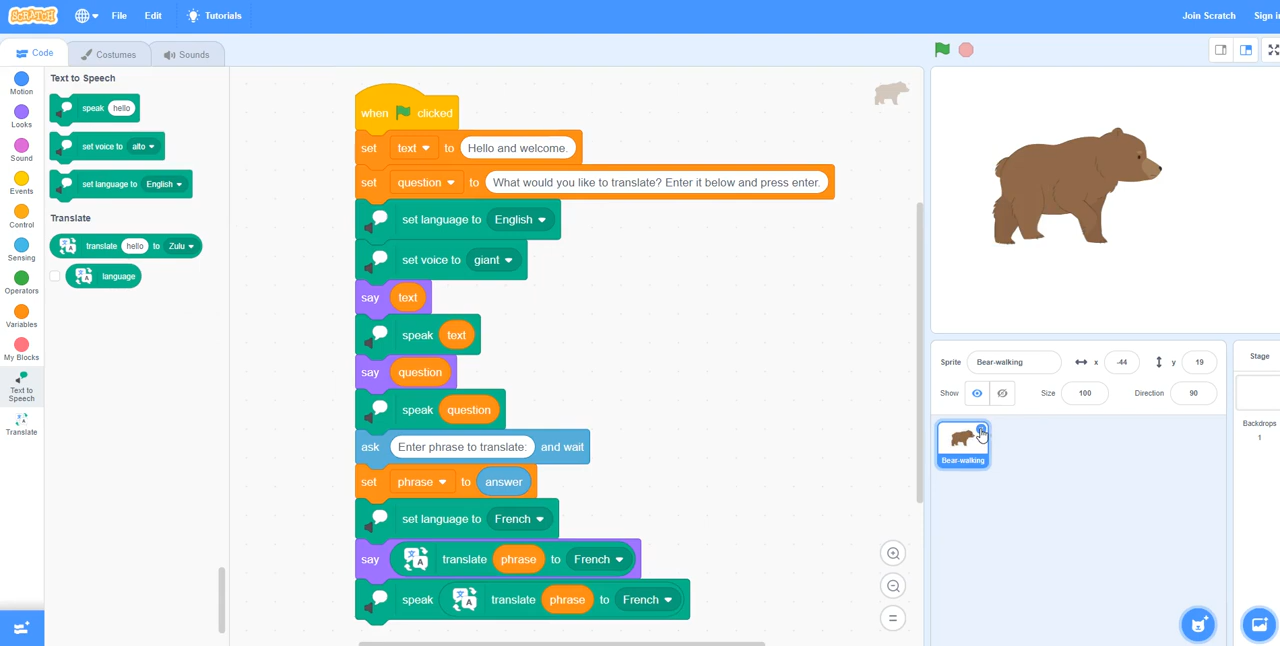 SCRATCH
File
Edit
Tutorials
Join Scratch
Sign in
Code
Costumes
Sounds
Motion
Looks
Sound
Events
Control
Sensing
Operators
Variables
My Blocks
Text to
Speech
Translate
Text to Speech
speak hello
set voice to alto
set language to English
Translate
translate hello to Zulu
language
when clicked
set text to Hello and welcome.
set question to What would you like to translate? Enter it below and press enter.
set language to English
set voice to giant
say text
speak text
say question
speak question
ask Enter phrase to translate: and wait
set phrase to answer
set language to French
say translate phrase to French
speak translate phrase to French
Sprite Bear-walking x -44 y 19
Show Size 100 Direction 90
Bear-walking
Stage
Backdrops
1